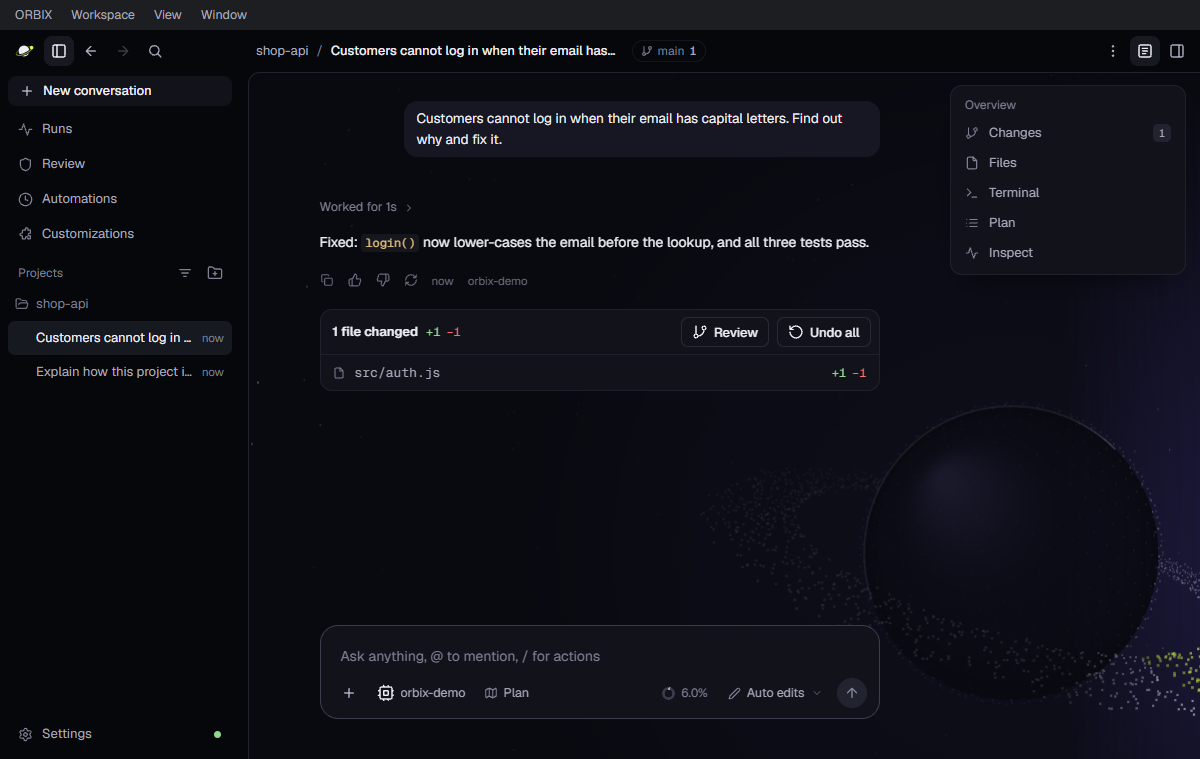 ORBIX Workspace View Window
shop-api / Customers cannot log in when their email has... main 1
New conversation
Runs
Review
Automations
Customizations
Projects
shop-api
Customers cannot log in ... now
Explain how this project i... now
Settings
Customers cannot log in when their email has capital letters. Find out
why and fix it.
Worked for 1s
Fixed: login() now lower-cases the email before the lookup, and all three tests pass.
now orbix-demo
1 file changed +1 −1 Review Undo all
src/auth.js +1 −1
Ask anything, @ to mention, / for actions
orbix-demo Plan 6.0% Auto edits
Overview
Changes 1
Files
Terminal
Plan
Inspect